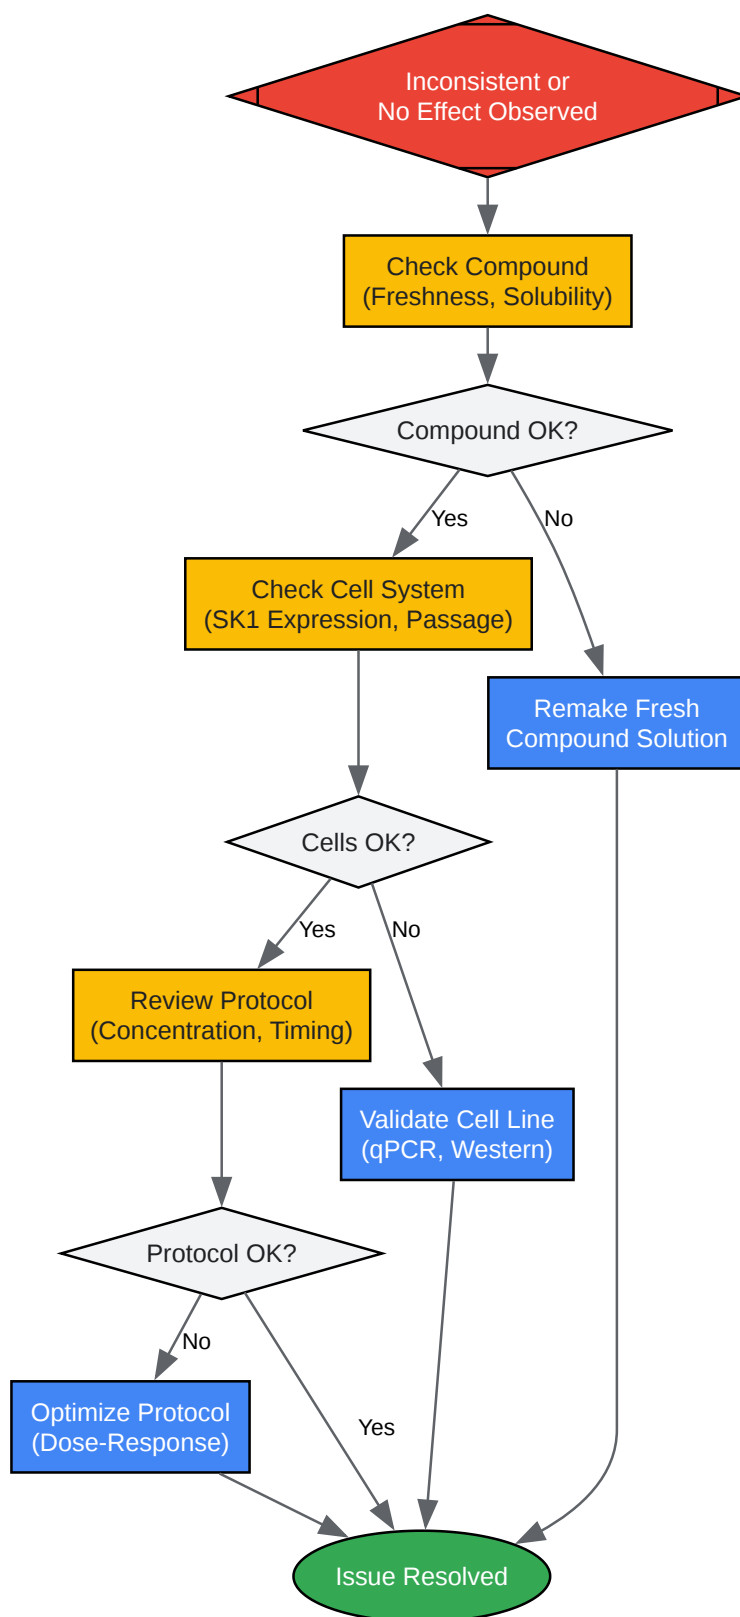 Inconsistent or
No Effect Observed
Check Compound
(Freshness, Solubility)
Compound OK?
Yes
No
Check Cell System
(SK1 Expression, Passage)
Remake Fresh
Compound Solution
Cells OK?
Yes
No
Review Protocol
(Concentration, Timing)
Validate Cell Line
(qPCR, Western)
Protocol OK?
No
Yes
Optimize Protocol
(Dose-Response)
Issue Resolved